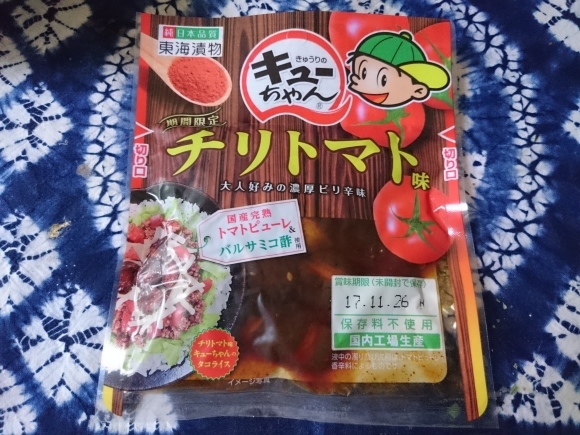 純日本品質
東海漬物
きゅうりの
キュー
ちゃん
®
期間限定
チリトマト味
大人好みの濃厚ピリ辛味
切り口
切り口
国産完熟
トマトピューレ&
バルサミコ酢使用
賞味期限(未開封で保存)
17.11.26 A
保存料不使用
国内工場生産
チリトマト味
キューちゃんの
タコライス
イメージ写真